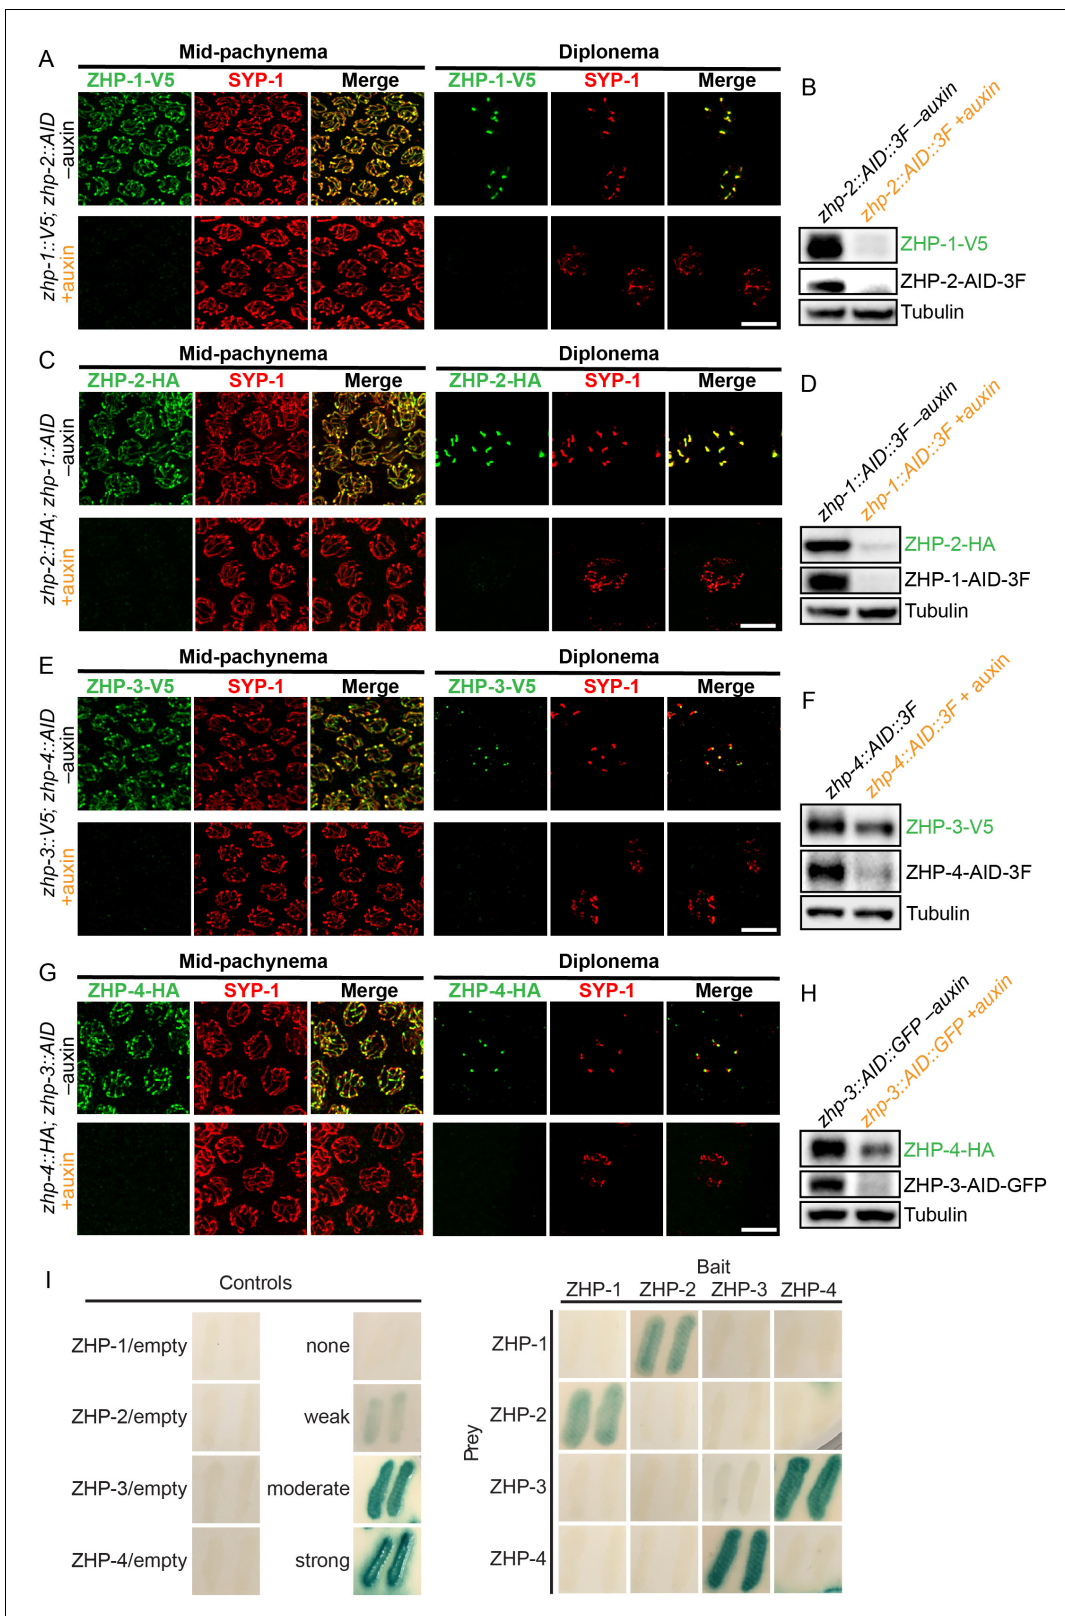 A
Mid-pachynema
Diplonema
ZHP-1-V5 SYP-1 Merge
ZHP-1-V5 SYP-1 Merge
zhp-1::V5; zhp-2::AID
–auxin
+auxin
B
zhp-2::AID::3F –auxin
zhp-2::AID::3F +auxin
ZHP-1-V5
ZHP-2-AID-3F
Tubulin
C
Mid-pachynema
Diplonema
ZHP-2-HA SYP-1 Merge
ZHP-2-HA SYP-1 Merge
zhp-2::HA; zhp-1::AID
–auxin
+auxin
D
zhp-1::AID::3F –auxin
zhp-1::AID::3F +auxin
ZHP-2-HA
ZHP-1-AID-3F
Tubulin
E
Mid-pachynema
Diplonema
ZHP-3-V5 SYP-1 Merge
ZHP-3-V5 SYP-1 Merge
zhp-3::V5; zhp-4::AID
–auxin
+auxin
F
zhp-4::AID::3F
zhp-4::AID::3F + auxin
ZHP-3-V5
ZHP-4-AID-3F
Tubulin
G
Mid-pachynema
Diplonema
ZHP-4-HA SYP-1 Merge
ZHP-4-HA SYP-1 Merge
zhp-4::HA; zhp-3::AID
–auxin
+auxin
H
zhp-3::AID::GFP –auxin
zhp-3::AID::GFP +auxin
ZHP-4-HA
ZHP-3-AID-GFP
Tubulin
I
Controls
ZHP-1/empty none
ZHP-2/empty weak
ZHP-3/empty moderate
ZHP-4/empty strong
Bait
ZHP-1 ZHP-2 ZHP-3 ZHP-4
Prey
ZHP-1
ZHP-2
ZHP-3
ZHP-4